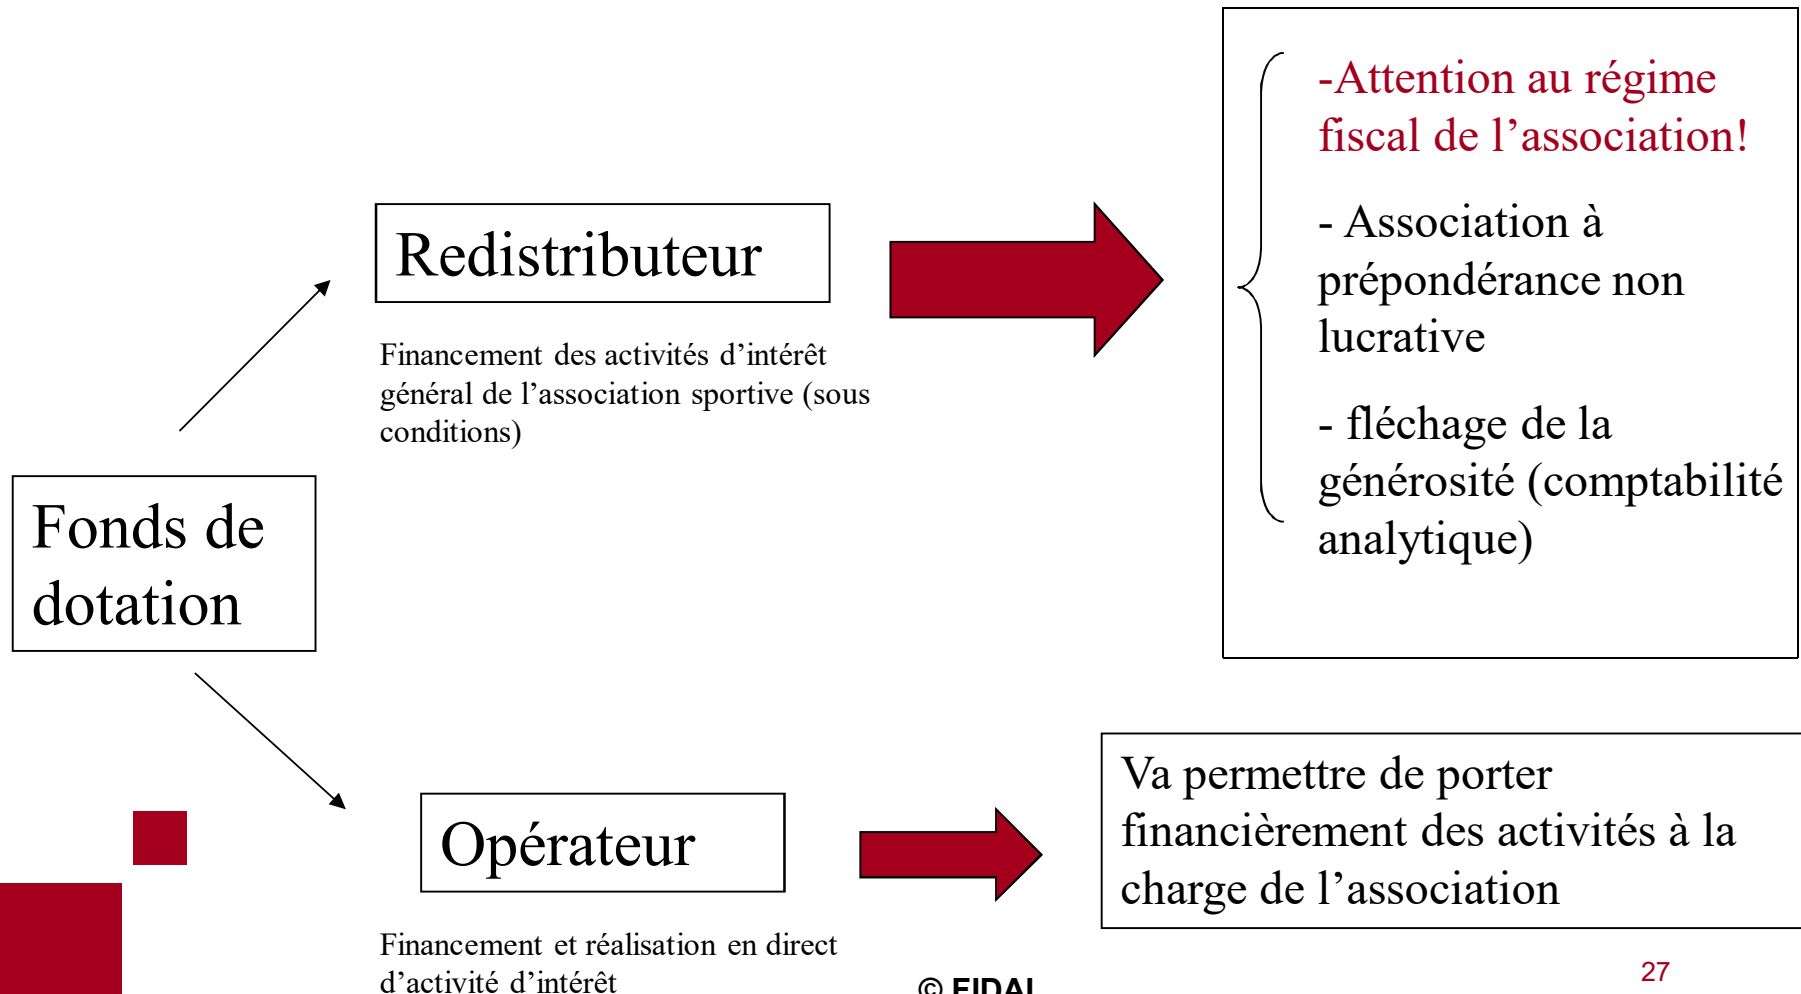 -Attention au régime
fiscal de l’association!
- Association à
prépondérance non
lucrative
- fléchage de la
générosité (comptabilité
analytique)
Redistributeur
Financement des activités d’intérêt
général de l’association sportive (sous
conditions)
Fonds de
dotation
Opérateur
Financement et réalisation en direct
d’activité d’intérêt
Va permettre de porter
financièrement des activités à la
charge de l’association
© FIDAL
27